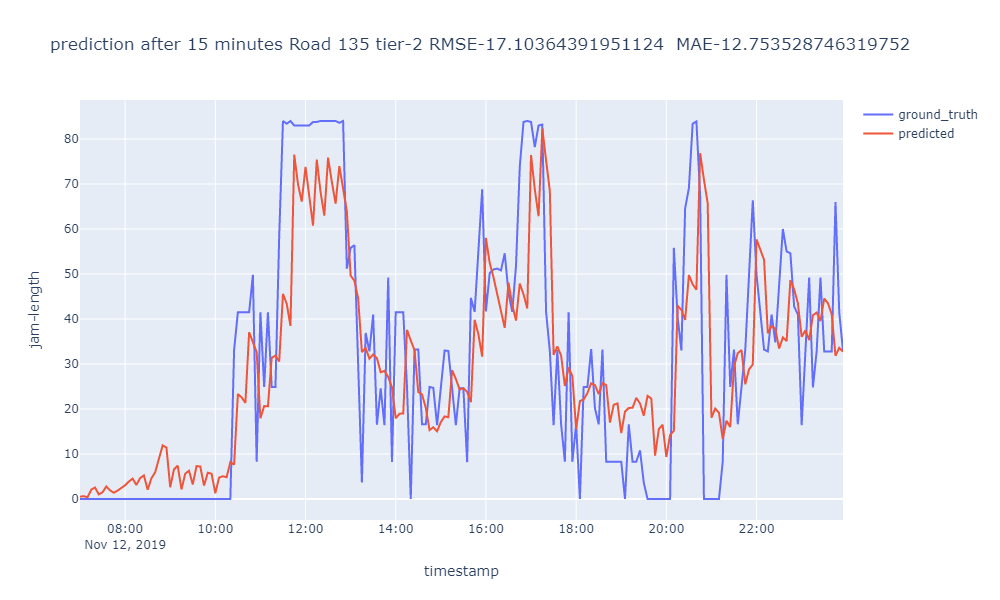 prediction after 15 minutes Road 135 tier-2 RMSE-17.10364391951124  MAE-12.753528746319752
ground_truth
predicted
80
70
60
50
40
30
20
10
0
jam-length
08:00 10:00 12:00 14:00 16:00 18:00 20:00 22:00
Nov 12, 2019
timestamp